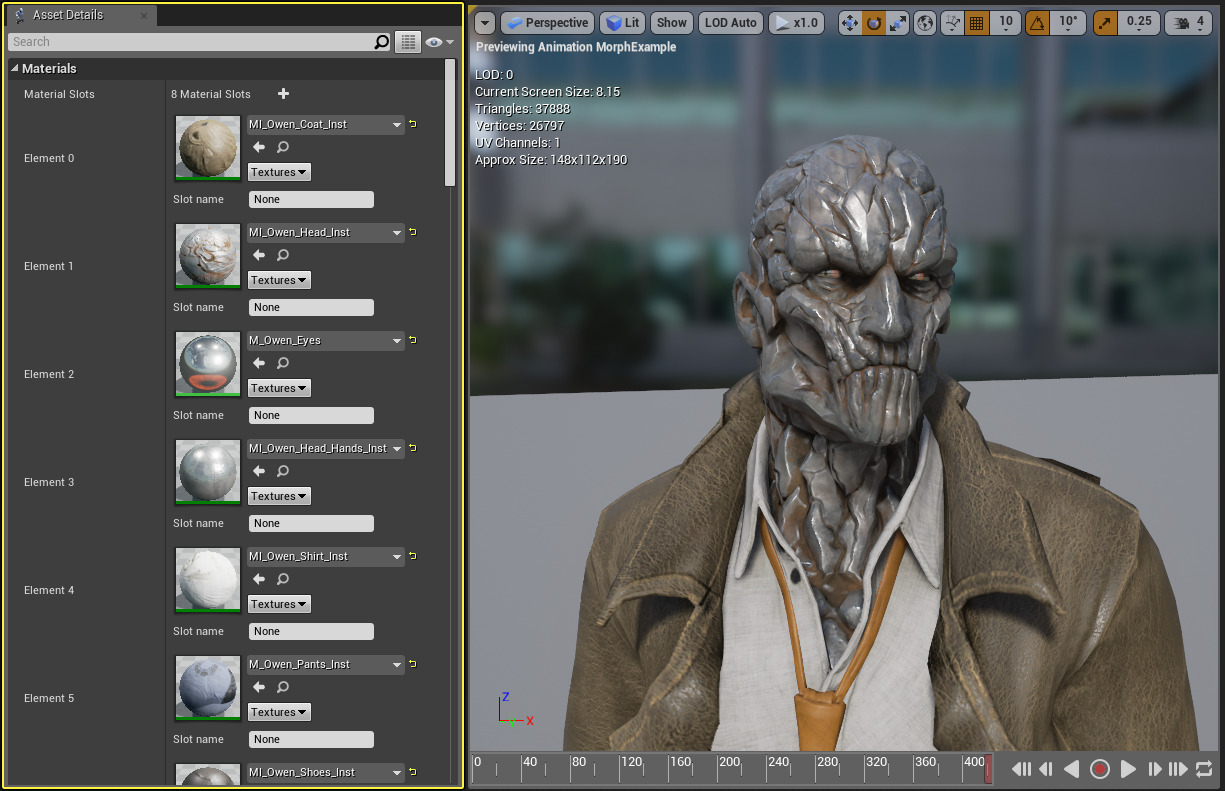 Asset Details
Search
Materials
Material Slots
8 Material Slots
Element 0
MI_Owen_Coat_Inst
Textures
Slot name
None
Element 1
MI_Owen_Head_Inst
Textures
Slot name
None
Element 2
M_Owen_Eyes
Textures
Slot name
None
Element 3
MI_Owen_Head_Hands_Inst
Textures
Slot name
None
Element 4
MI_Owen_Shirt_Inst
Textures
Slot name
None
Element 5
M_Owen_Pants_Inst
Textures
Slot name
None
MI_Owen_Shoes_Inst
Perspective
Lit
Show
LOD Auto
x1.0
10
10°
0.25
4
Previewing Animation MorphExample
LOD: 0
Current Screen Size: 8.15
Triangles: 37888
Vertices: 26797
UV Channels: 1
Approx Size: 148x112x190
Z
X
0 40 80 120 160 200 240 280 320 360 400